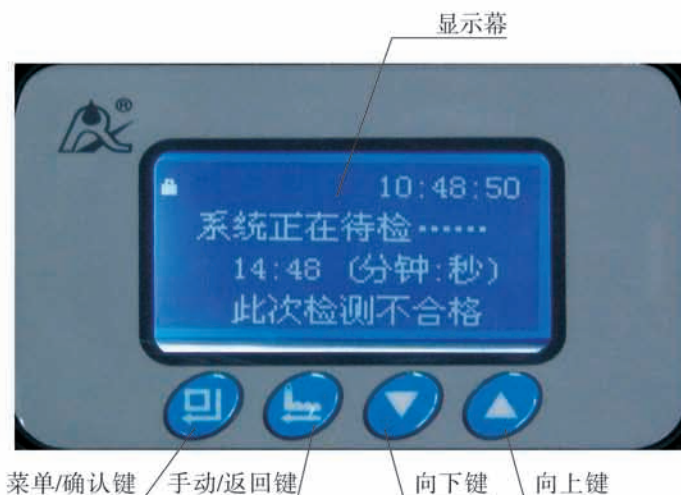 显示幕
®
10:48:50
系统正在待检……
14:48 (分钟:秒)
此次检测不合格
菜单/确认键 手动/返回键 向下键 向上键